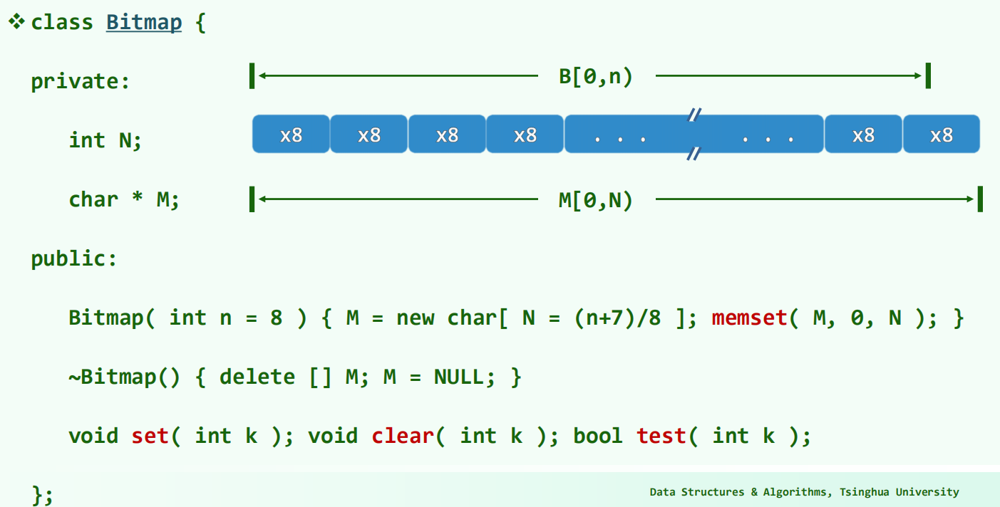 ❖ class Bitmap {
B[0,n)
private:
x8 x8 x8 x8 . . . . . . x8 x8
int N;
char * M;
M[0,N)
public:
Bitmap( int n = 8 ) { M = new char[ N = (n+7)/8 ]; memset( M, 0, N ); }
~Bitmap() { delete [] M; M = NULL; }
void set( int k ); void clear( int k ); bool test( int k );
};
Data Structures & Algorithms, Tsinghua University